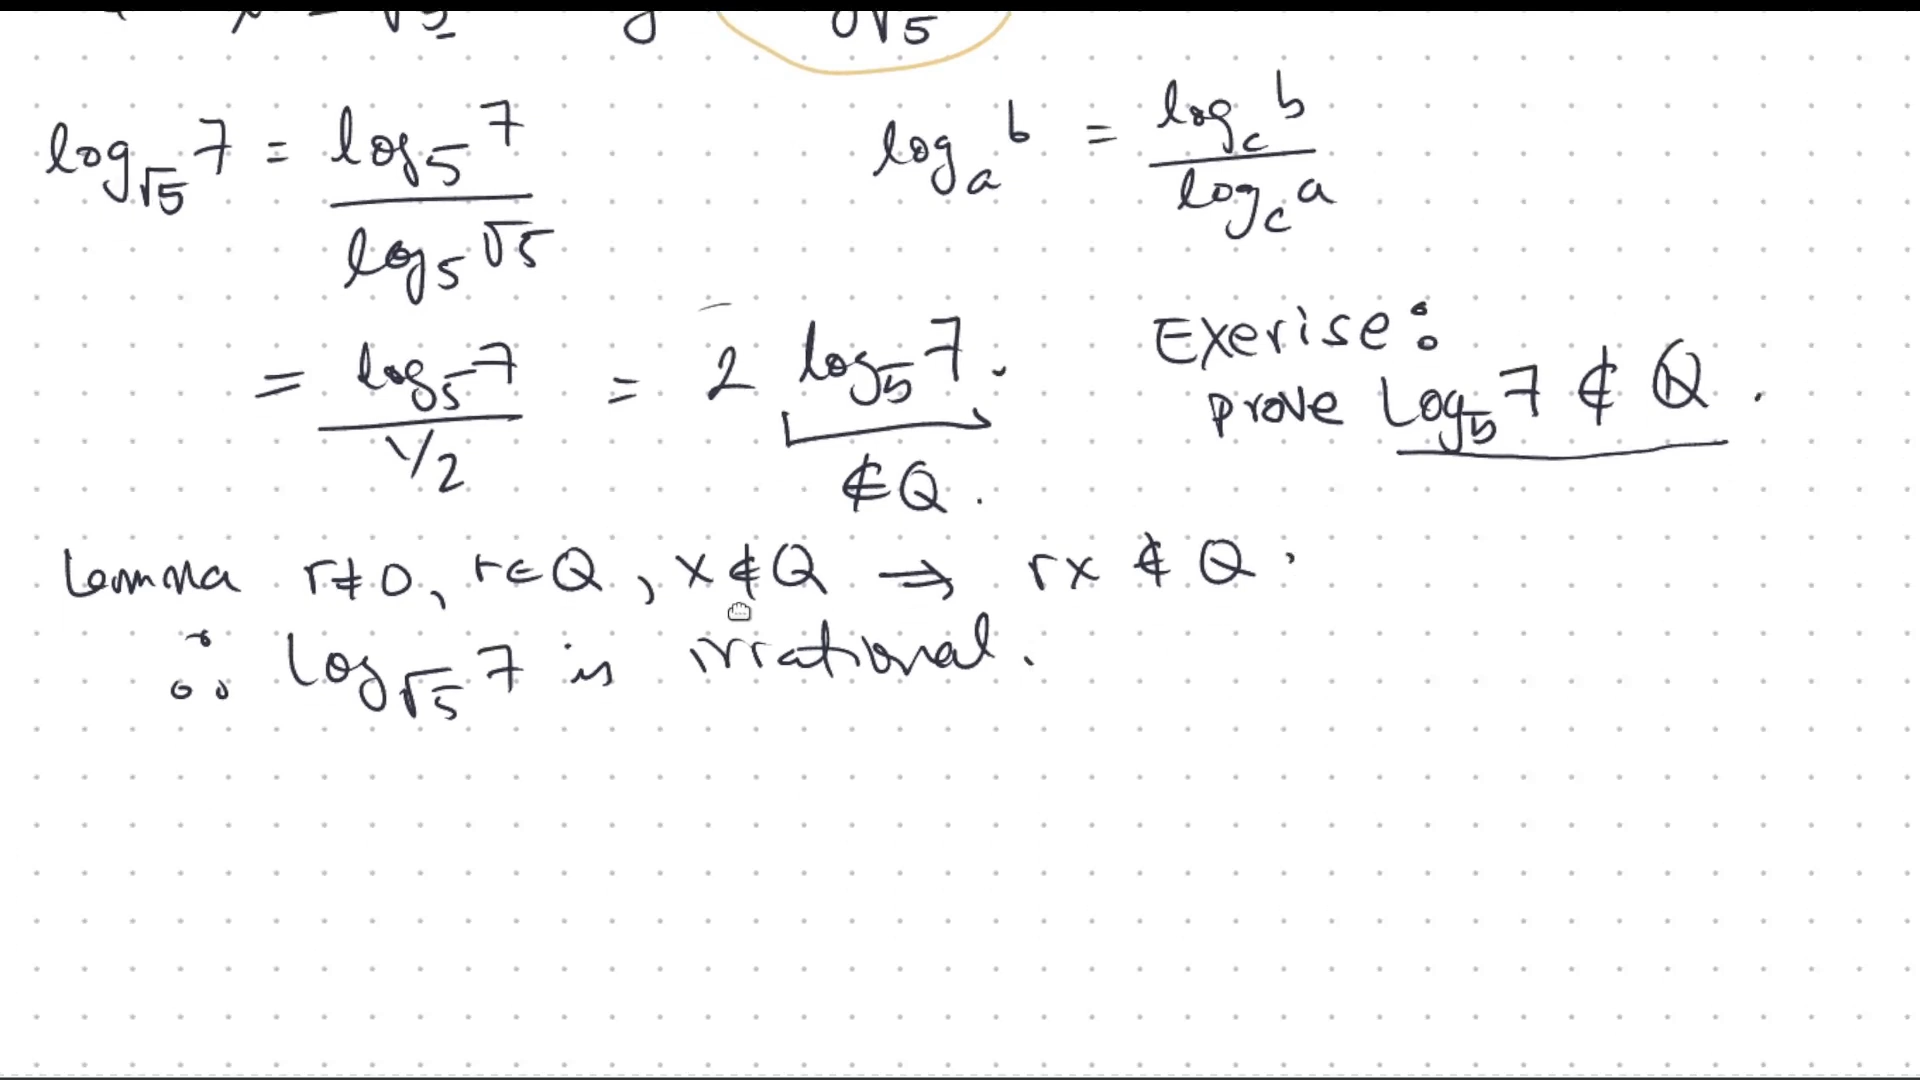 √5
log_√5 7 = log_5 7 / log_5 √5
log_a b = log_c b / log_c a
= log_5 7 / 1/2 = 2 log_5 7.
∉ Q.
Exerise:
prove Log_5 7 ∉ Q.
Lemma r≠0, r∈Q, x∉Q ⇒ rx ∉ Q.
∴ log_√5 7 is irrational.